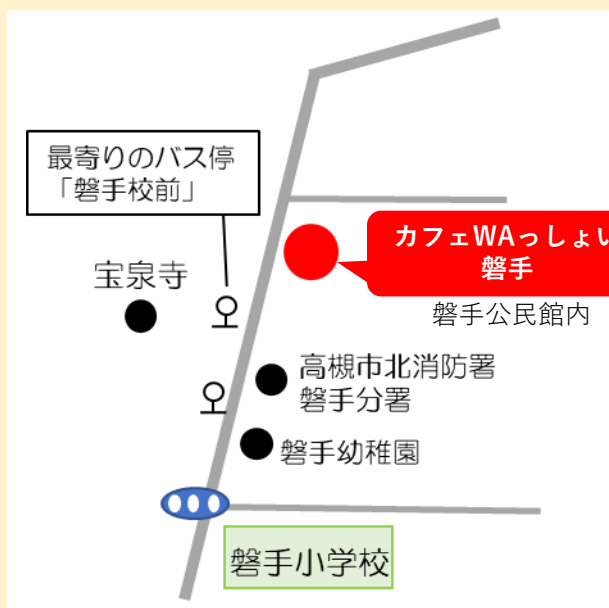 最寄りのバス停
「磐手校前」
カフェWAっしょい
磐手
宝泉寺
磐手公民館内
高槻市北消防署
磐手分署
磐手幼稚園
磐手小学校